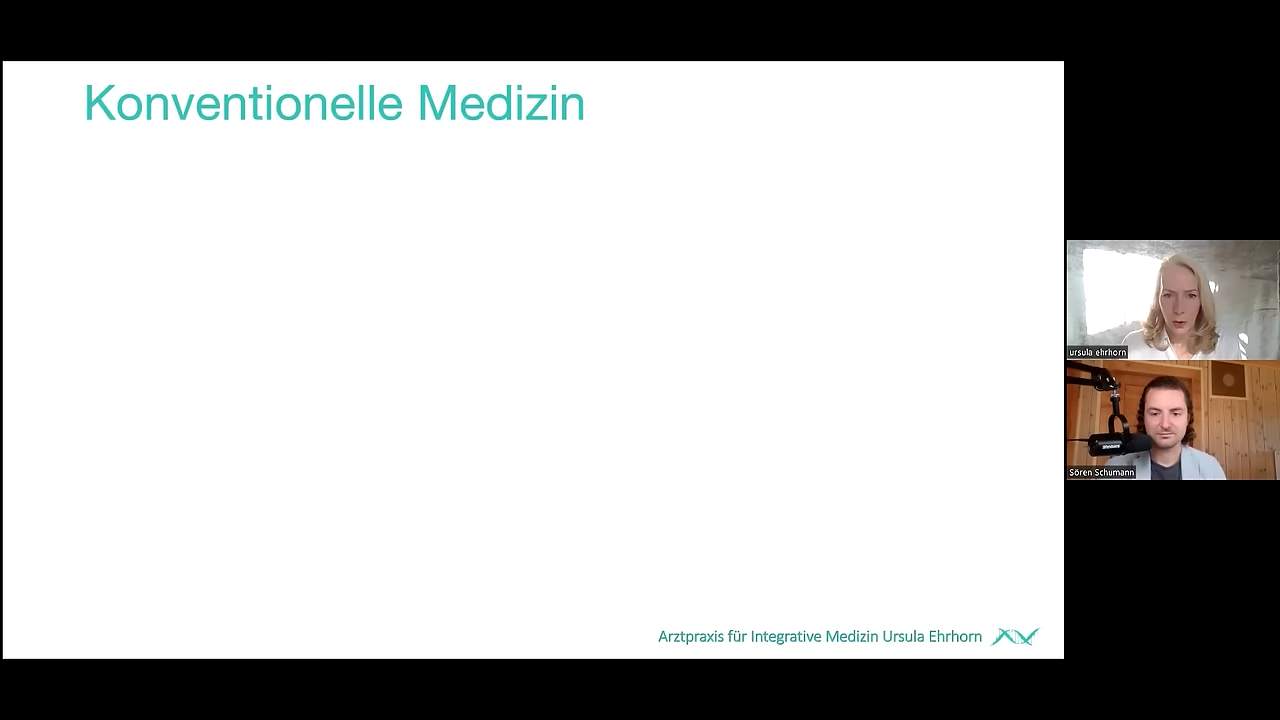 Konventionelle Medizin
ursula ehrhorn
Sören Schumann
Arztpraxis für Integrative Medizin Ursula Ehrhorn